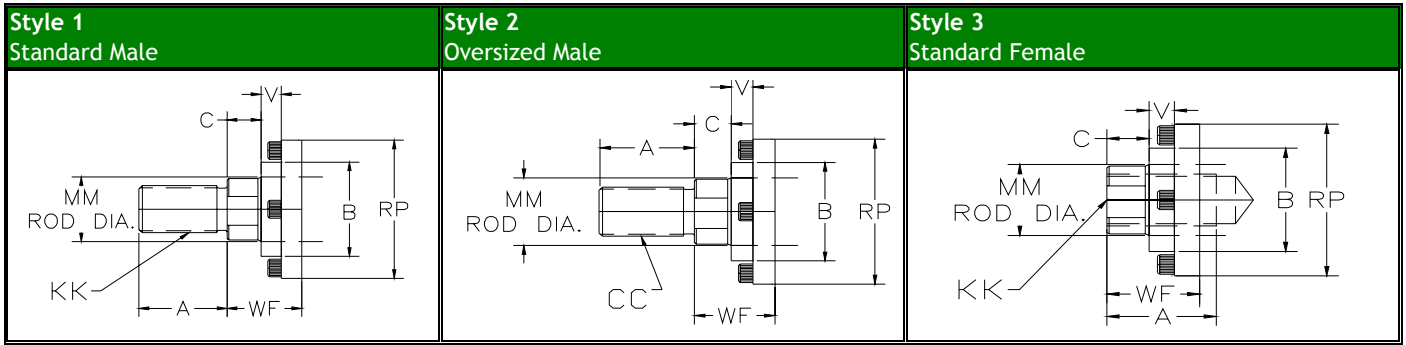 Style 1
Standard Male
Style 2
Oversized Male
Style 3
Standard Female
V
C
MM
ROD DIA.
B
RP
KK
A
WF
V
C
A
MM
ROD DIA.
B
RP
CC
WF
V
C
MM
ROD DIA.
B
RP
KK
WF
A